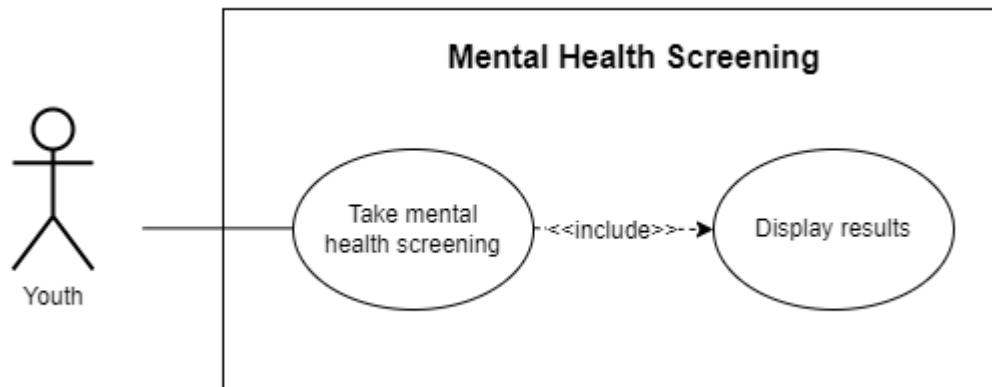 Mental Health Screening
Take mental
health screening
<<include>>
Display results
Youth